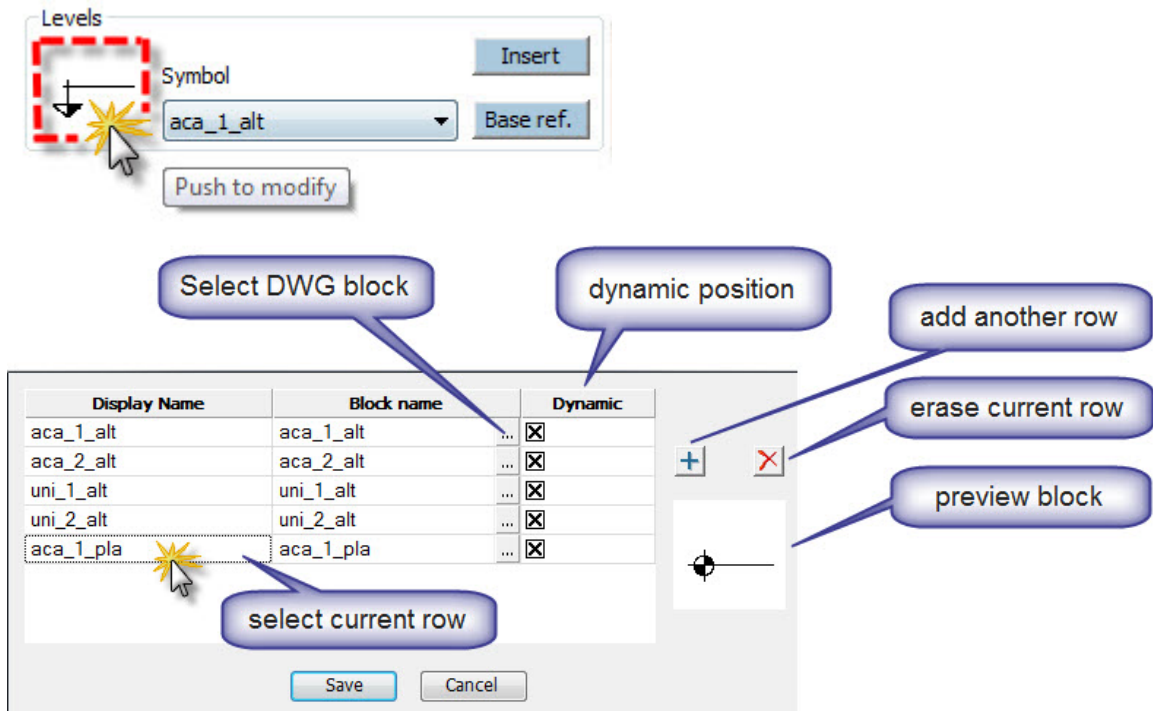 Levels
Symbol
Insert
aca_1_alt
Base ref.
Push to modify
Select DWG block
dynamic position
add another row
erase current row
preview block
Display Name Block name Dynamic
aca_1_alt aca_1_alt ...
aca_2_alt aca_2_alt ...
uni_1_alt uni_1_alt ...
uni_2_alt uni_2_alt ...
aca_1_pla aca_1_pla ...
select current row
Save Cancel